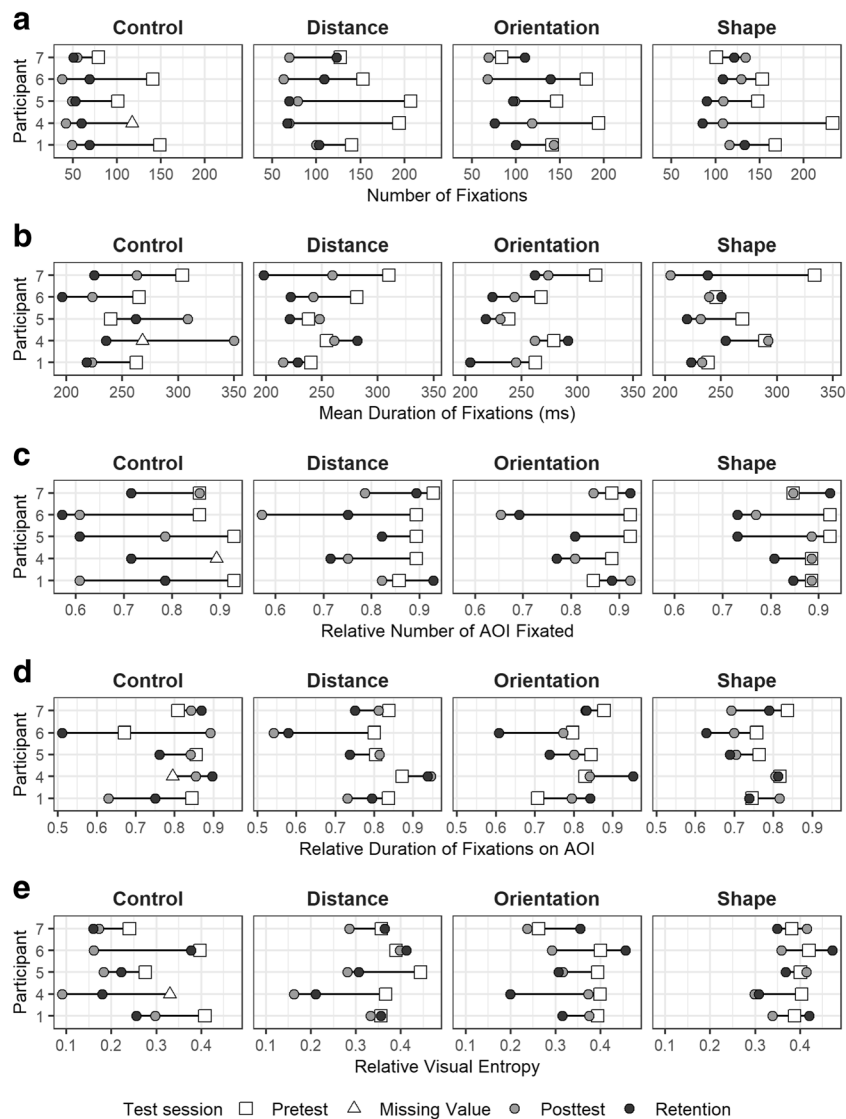 a
Control Distance Orientation Shape
Participant
7
6
5
4
1
50 100 150 200 50 100 150 200 50 100 150 200 50 100 150 200
Number of Fixations
b
Control Distance Orientation Shape
Participant
7
6
5
4
1
200 250 300 350 200 250 300 350 200 250 300 350 200 250 300 350
Mean Duration of Fixations (ms)
c
Control Distance Orientation Shape
Participant
7
6
5
4
1
0.6 0.7 0.8 0.9 0.6 0.7 0.8 0.9 0.6 0.7 0.8 0.9 0.6 0.7 0.8 0.9
Relative Number of AOI Fixated
d
Control Distance Orientation Shape
Participant
7
6
5
4
1
0.5 0.6 0.7 0.8 0.9 0.5 0.6 0.7 0.8 0.9 0.5 0.6 0.7 0.8 0.9 0.5 0.6 0.7 0.8 0.9
Relative Duration of Fixations on AOI
e
Control Distance Orientation Shape
Participant
7
6
5
4
1
0.1 0.2 0.3 0.4 0.1 0.2 0.3 0.4 0.1 0.2 0.3 0.4 0.1 0.2 0.3 0.4
Relative Visual Entropy
Test session Pretest Missing Value Posttest Retention